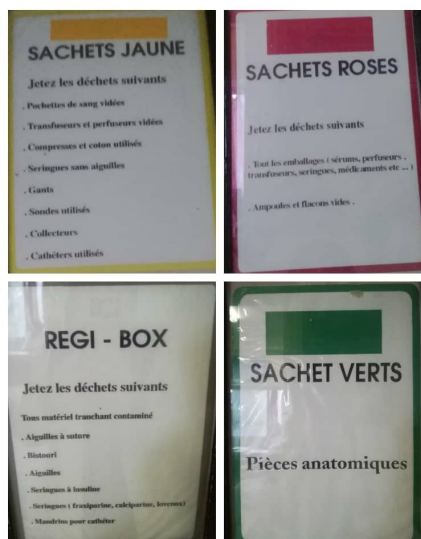 SACHETS JAUNE
Jetez les déchets suivants
. Pochettes de sang vidées
. Transfuseurs et perfuseurs vidées
. Compresses et coton utilisés
. Seringues sans aiguilles
. Gants
. Sondes utilisés
. Collecteurs
. Cathéters utilisés
SACHETS ROSES
Jetez les déchets suivants
. Tout les emballages ( sérums, perfuseurs ,
transfuseurs, seringues, médicaments etc ... )
. Ampoules et flacons vides .
REGI - BOX
Jetez les déchets suivants
Tous matériel tranchant contaminé
. Aiguilles à suture
. Bistouri
. Aiguilles
. Seringues à insuline
. Seringues ( fraxiparine, calciparine, lovenox)
. Mandrins pour cathéter
SACHET VERTS
Pièces anatomiques